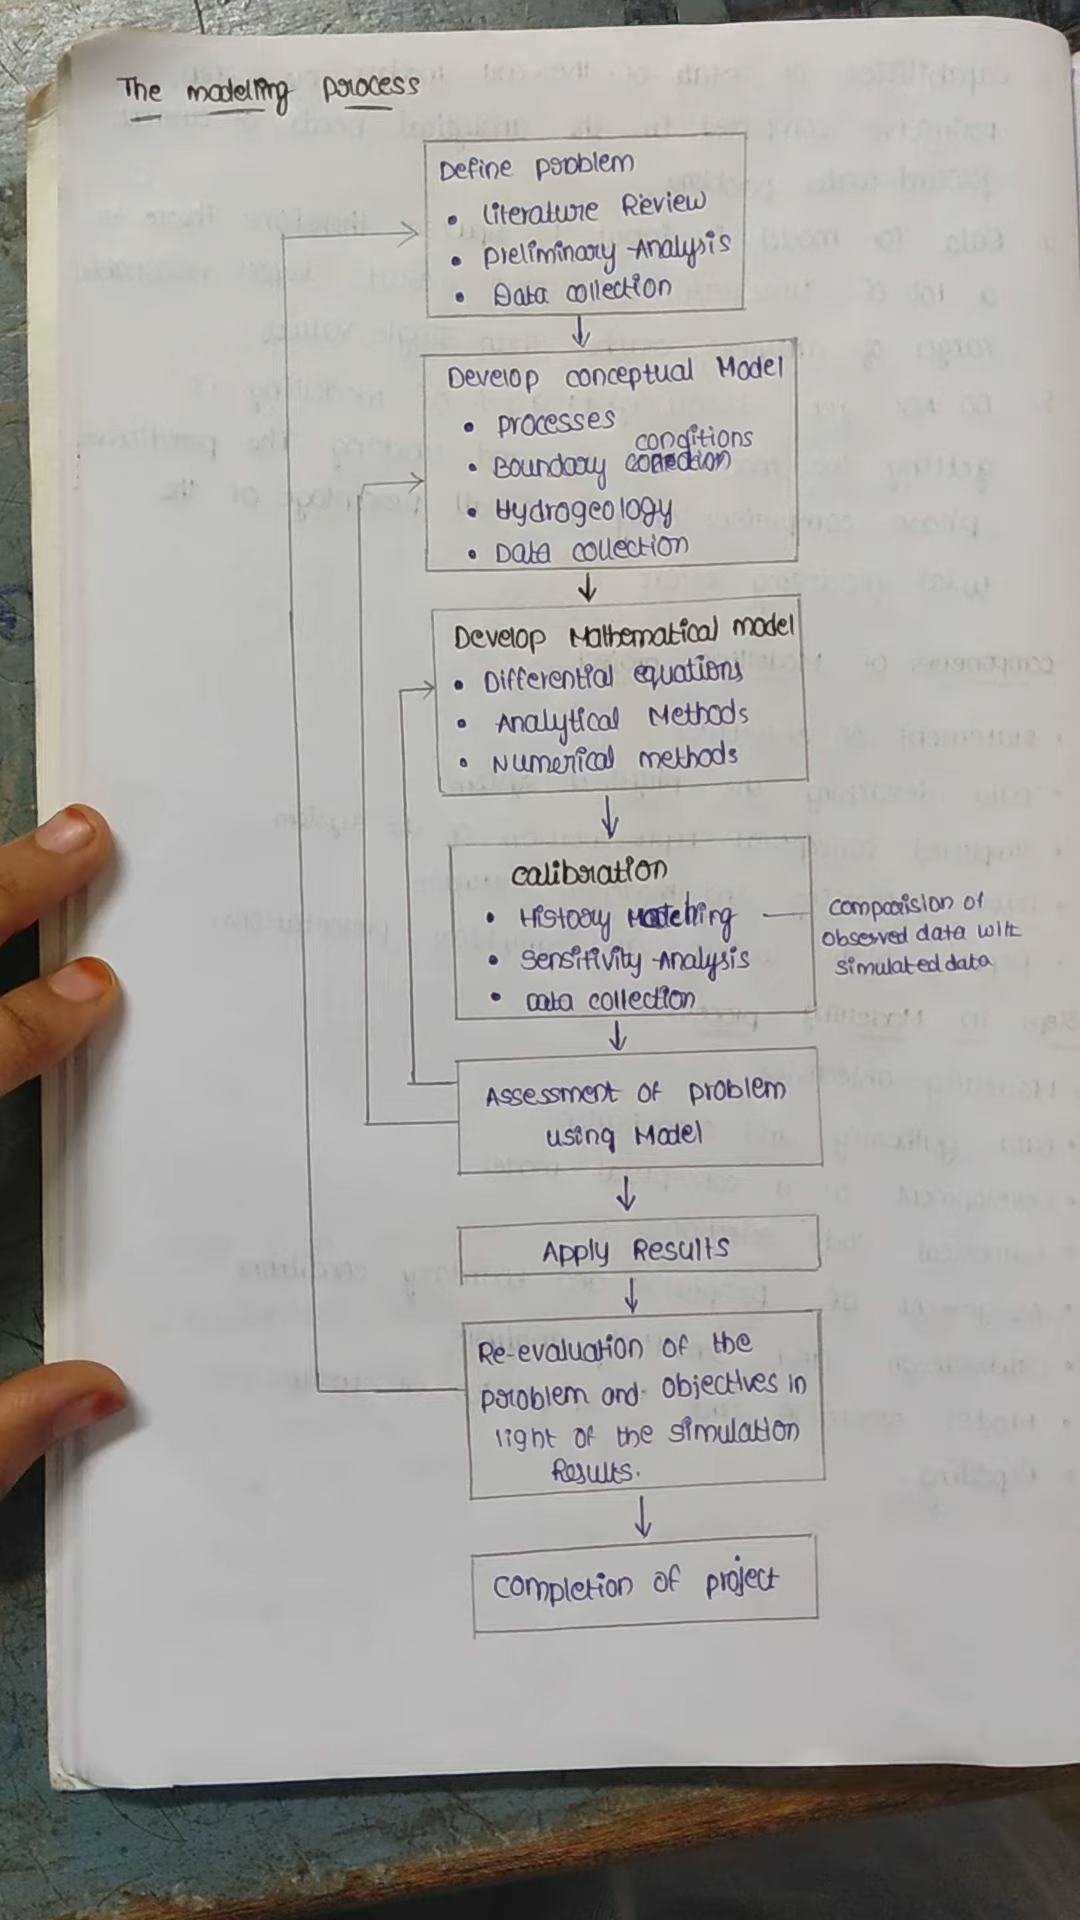 The modelling process
Define problem
• Literature Review
• Preliminary Analysis
• Data collection
Develop conceptual Model
• Processes
conditions
• Boundary
• Hydrogeology
• Data collection
Develop Mathematical model
• Differential equations
• Analytical Methods
• Numerical methods
calibration
• History Matching — compari­sion of
observed data with
simulated data
• Sensitivity Analysis
• Data collection
Assessment of problem
using Model
Apply Results
Re-evaluation of the
problem and objectives in
light of the simulation
Results.
completion of project